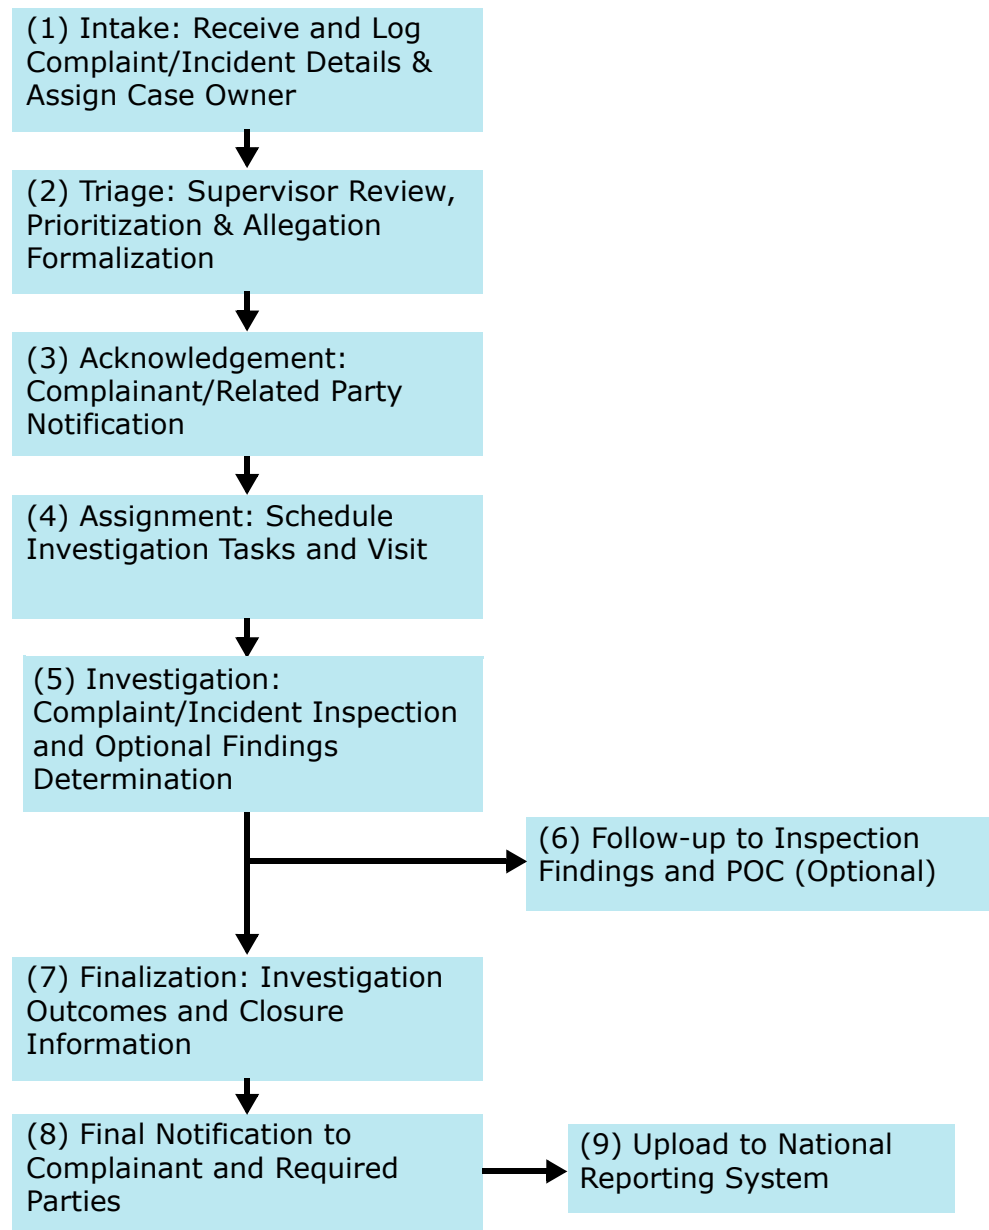 (1) Intake: Receive and Log
Complaint/Incident Details &
Assign Case Owner
(2) Triage: Supervisor Review,
Prioritization & Allegation
Formalization
(3) Acknowledgement:
Complainant/Related Party
Notification
(4) Assignment: Schedule
Investigation Tasks and Visit
(5) Investigation:
Complaint/Incident Inspection
and Optional Findings
Determination
(6) Follow-up to Inspection
Findings and POC (Optional)
(7) Finalization: Investigation
Outcomes and Closure
Information
(8) Final Notification to
Complainant and Required
Parties
(9) Upload to National
Reporting System